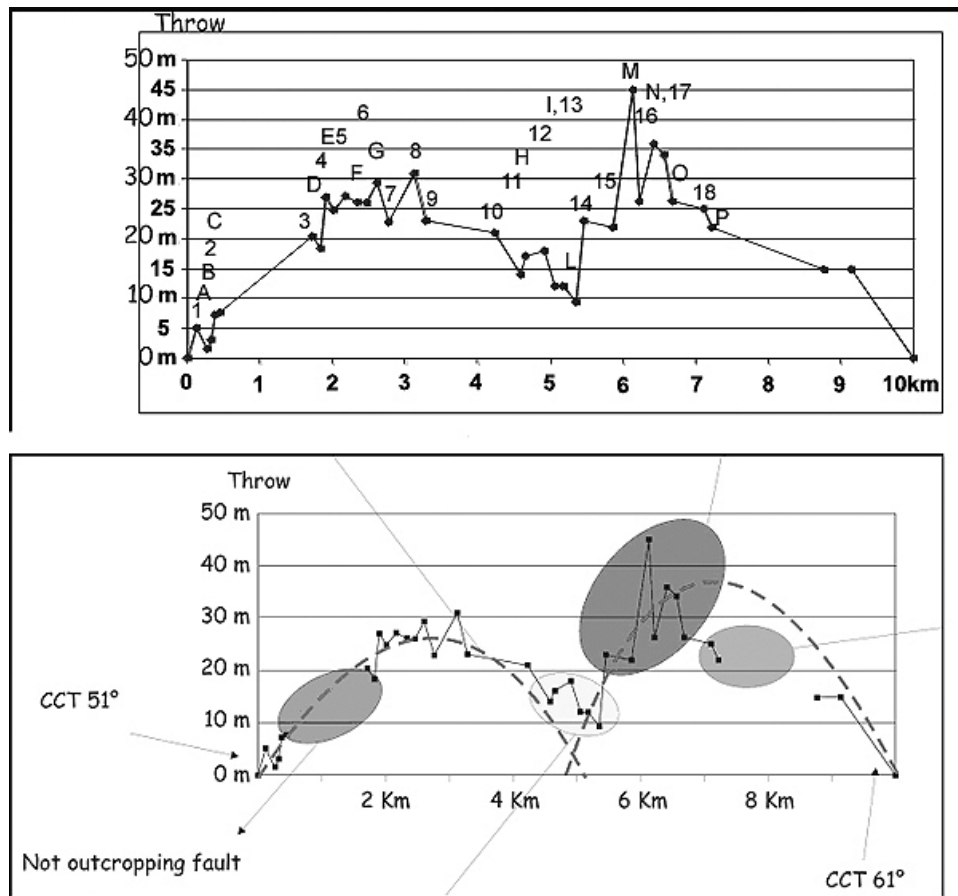 Throw
50 m
45
40 m
35
30 m
25
20 m
15
10 m
5
0 m
M
N,17
I,13
16
6
12
E5
G
8
H
4
F
15
O
D
11
7
9
18
C
3
10
14
P
2
B
L
A
1
0 1 2 3 4 5 6 7 8 9 10km
Throw
50 m
40 m
30 m
20 m
10 m
0 m
CCT 51°
2 Km 4 Km 6 Km 8 Km
Not outcropping fault
CCT 61°